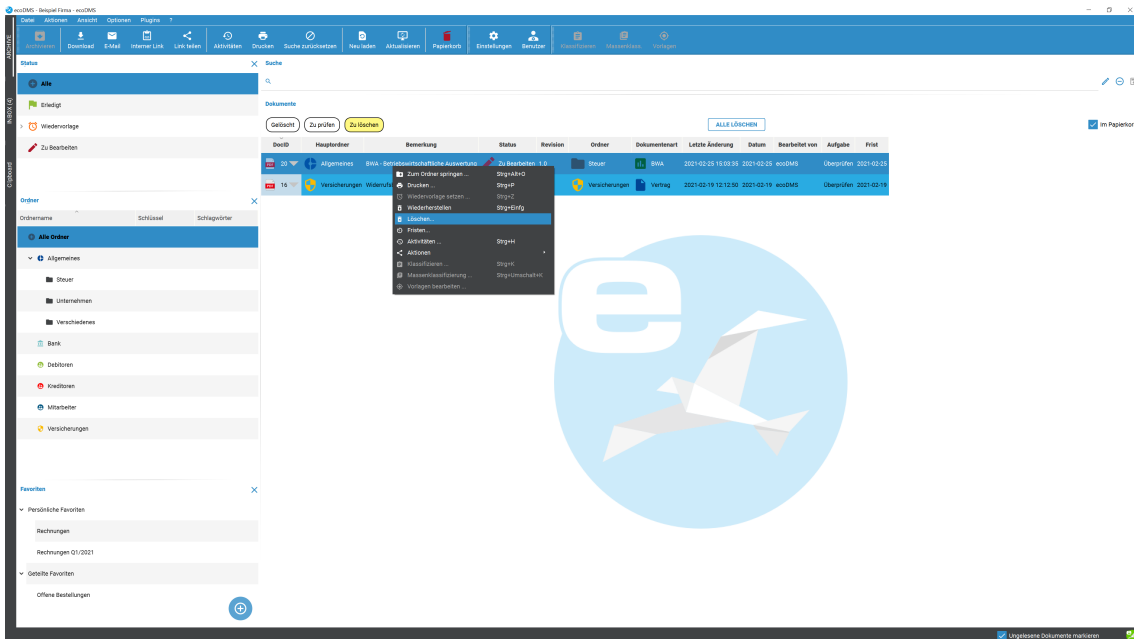 ecoDMS - Beispiel Firma - ecoDMS
Datei Aktionen Ansicht Optionen Plugins ?
Archivieren Download E-Mail Interner Link Link teilen Aktivitäten Drucken Suche zurücksetzen Neu laden Aktualisieren Papierkorb Einstellungen Benutzer Klassifizieren Massenklass. Vorlagen
ARCHIVE
INBOX (4)
Clipboard
Status
Alle
Erledigt
Wiedervorlage
Zu Bearbeiten
Ordner
Ordnername Schlüssel Schlagwörter
Alle Ordner
Allgemeines
Steuer
Unternehmen
Verschiedenes
Bank
Debitoren
Kreditoren
Mitarbeiter
Versicherungen
Favoriten
Persönliche Favoriten
Rechnungen
Rechnungen Q1/2021
Geteilte Favoriten
Offene Bestellungen
Suche
Dokumente
Gelöscht Zu prüfen Zu löschen ALLE LÖSCHEN Im Papierkor
DocID Hauptordner Bemerkung Status Revision Ordner Dokumentenart Letzte Änderung Datum Bearbeitet von Aufgabe Frist
20 Allgemeines BWA - Betriebswirtschaftliche Auswertung Zu Bearbeiten 1.0 Steuer BWA 2021-02-25 15:03:35 2021-02-25 ecoDMS Überprüfen 2021-02-25
16 Versicherungen Widerrufs Versicherungen Vertrag 2021-02-19 12:12:50 2021-02-19 ecoDMS Überprüfen 2021-02-19
Zum Ordner springen ... Strg+Alt+O
Drucken ... Strg+P
Wiedervorlage setzen ... Strg+Z
Wiederherstellen Strg+Einfg
Löschen...
Fristen...
Aktivitäten ... Strg+H
Aktionen
Klassifizieren ... Strg+K
Massenklassifizierung ... Strg+Umschalt+K
Vorlagen bearbeiten ...
e
Ungelesene Dokumente markieren